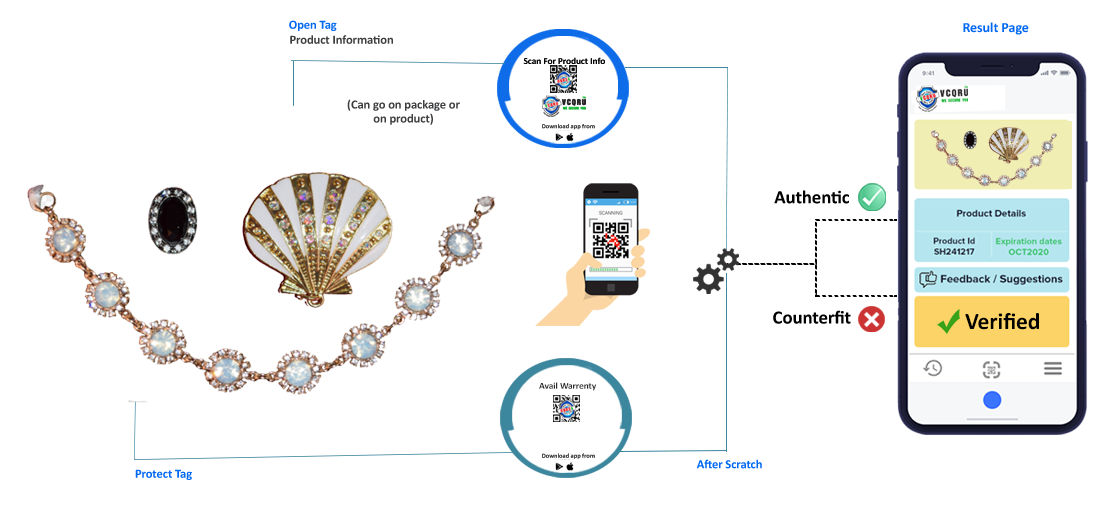 Open Tag
Product Information
(Can go on package or
on product)
Scan For Product Info
VCQRU
WE SECURE YOU
Download app from
SCANNING
Avail Warrenty
Download app from
Protect Tag
After Scratch
Authentic
Counterfit
Result Page
9:41
VCQRU
WE SECURE YOU
Product Details
Product Id
SH241217
Expiration dates
OCT2020
Feedback / Suggestions
Verified